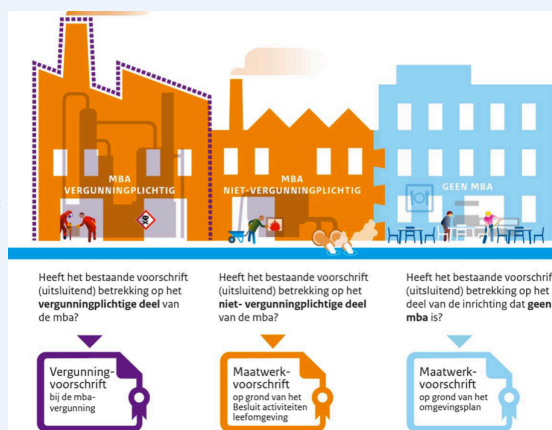 MBA
VERGUNNINGPLICHTIG
MBA
NIET-VERGUNNINGPLICHTIG
GEEN MBA
Heeft het bestaande voorschrift
(uitsluitend) betrekking op het
vergunningplichtige deel van
de mba?
Heeft het bestaande voorschrift
(uitsluitend) betrekking op het
niet- vergunningplichtige deel
van de mba?
Heeft het bestaande voorschrif
(uitsluitend) betrekking op het
deel van de inrichting dat geen
mba is?
Vergunning-
voorschrift
bij de mba-
vergunning
Maatwerk-
voorschrift
op grond van het
Besluit activiteiten
leefomgeving
Maatwerk-
voorschrift
op grond van het
omgevingsplan